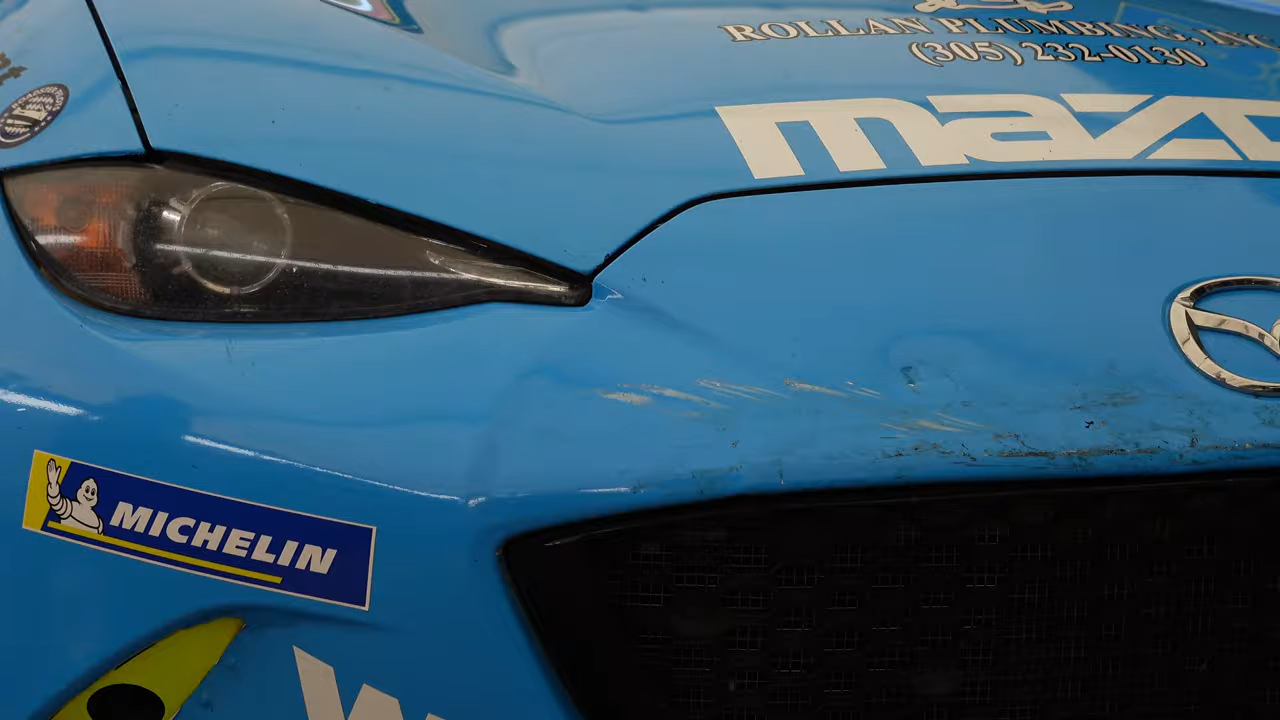 ROLLAN PLUMBING, INC
(305) 232-0130
mazd
MICHELIN
W